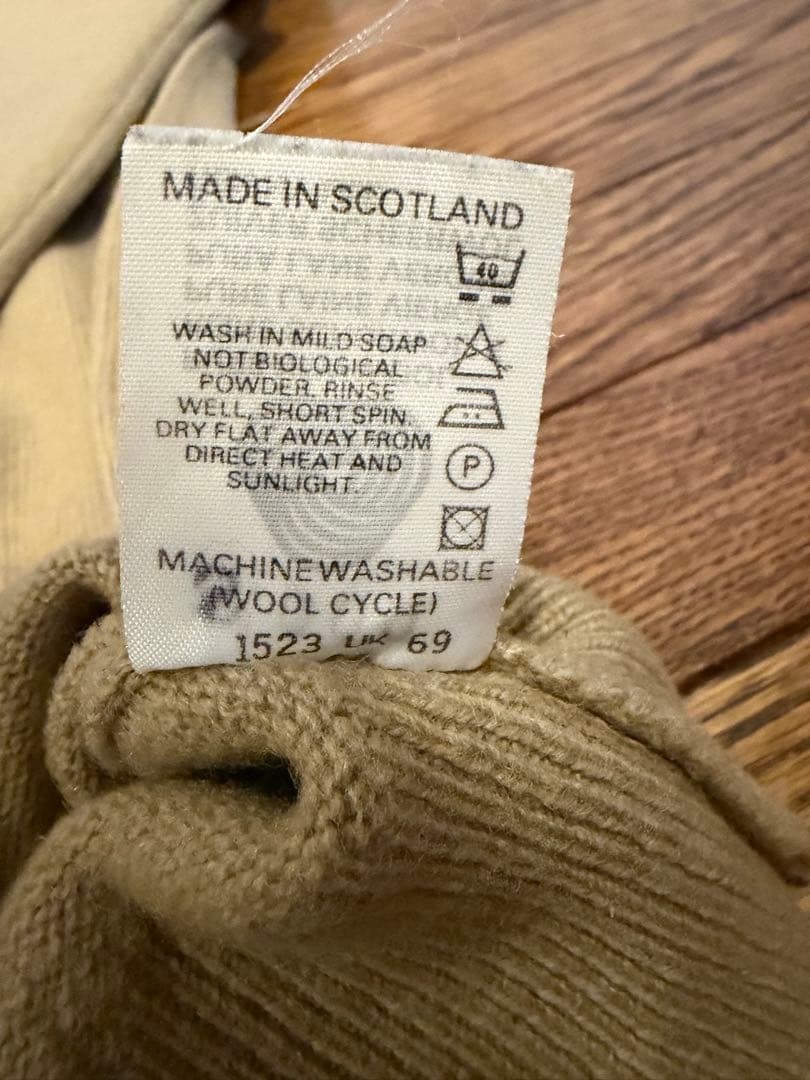 MADE IN SCOTLAND
40
WASH IN MILD SOAP
NOT BIOLOGICAL
POWDER, RINSE
WELL, SHORT SPIN.
DRY FLAT AWAY FROM
DIRECT HEAT AND
SUNLIGHT.
P
MACHINE WASHABLE
(WOOL CYCLE)
1523 UK 69